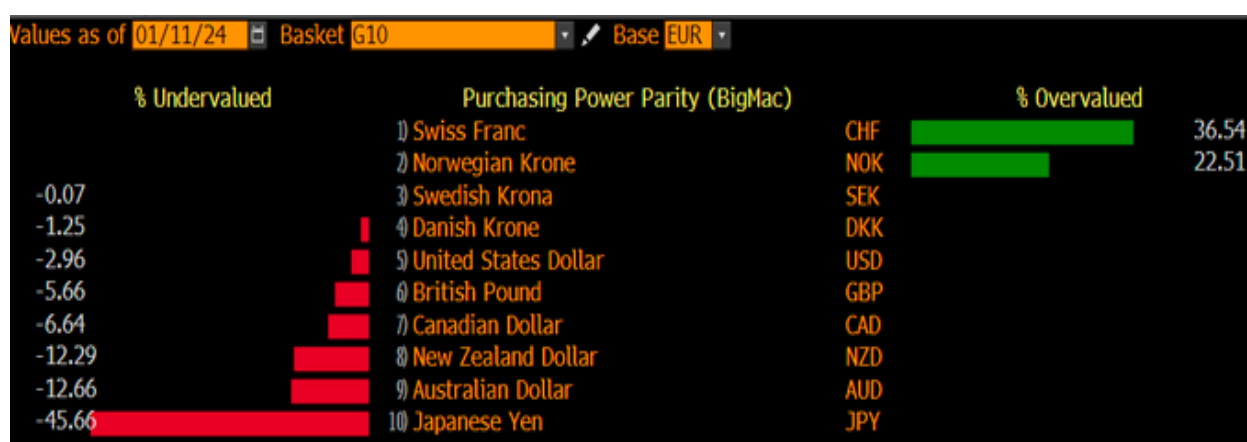 Values as of 01/11/24 Basket G10 Base EUR
% Undervalued Purchasing Power Parity (BigMac) % Overvalued
1) Swiss Franc CHF 36.54
2) Norwegian Krone NOK 22.51
-0.07 3) Swedish Krona SEK
-1.25 4) Danish Krone DKK
-2.96 5) United States Dollar USD
-5.66 6) British Pound GBP
-6.64 7) Canadian Dollar CAD
-12.29 8) New Zealand Dollar NZD
-12.66 9) Australian Dollar AUD
-45.66 10) Japanese Yen JPY